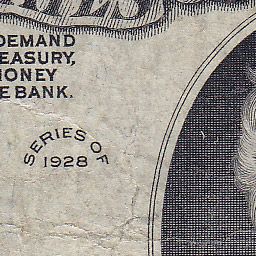 DEMAND
EASURY,
MONEY
E BANK.
SERIES OF
1928